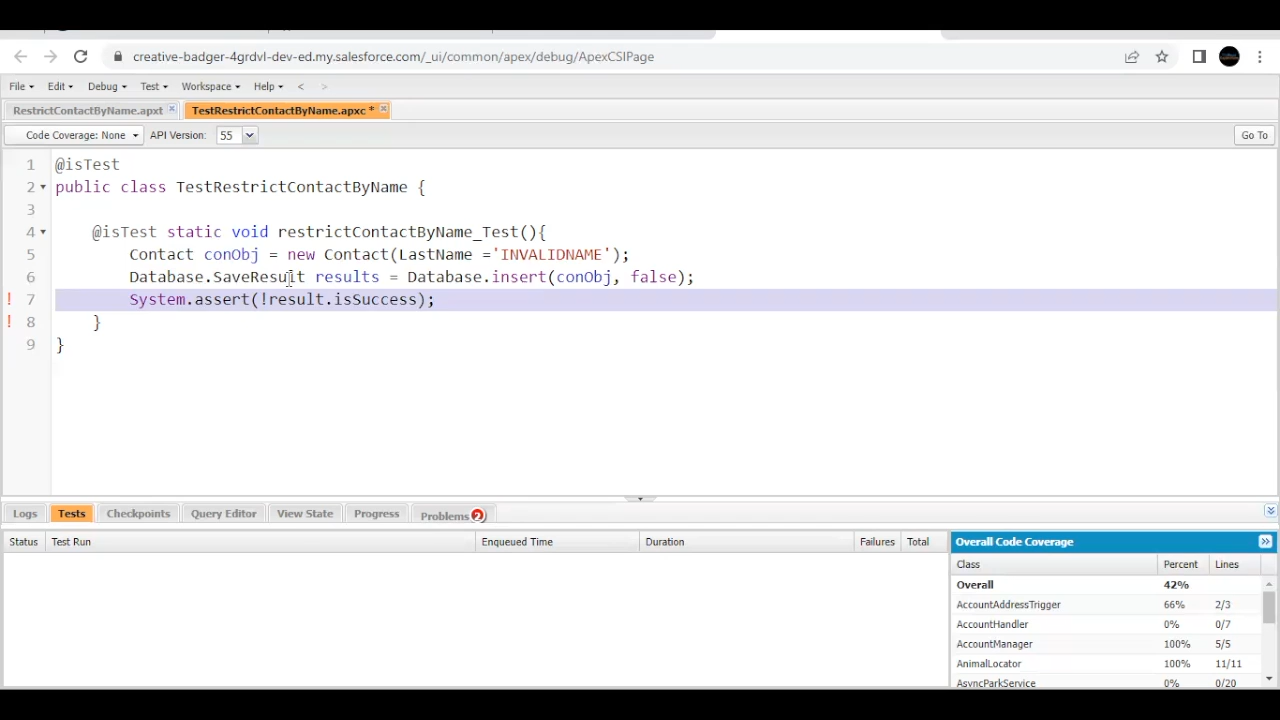 creative-badger-4grdvl-dev-ed.my.salesforce.com/_ui/common/apex/debug/ApexCSIPage
File Edit Debug Test Workspace Help < >
RestrictContactByName.apxt TestRestrictContactByName.apxc *
Code Coverage: None API Version: 55 Go To
1 @isTest
2 public class TestRestrictContactByName {
3
4 @isTest static void restrictContactByName_Test(){
5 Contact conObj = new Contact(LastName ='INVALIDNAME');
6 Database.SaveResult results = Database.insert(conObj, false);
! 7 System.assert(!result.isSuccess);
! 8 }
9 }
Logs Tests Checkpoints Query Editor View State Progress Problems 2
Status Test Run Enqueued Time Duration Failures Total Overall Code Coverage
Class Percent Lines
Overall 42%
AccountAddressTrigger 66% 2/3
AccountHandler 0% 0/7
AccountManager 100% 5/5
AnimalLocator 100% 11/11
AsyncParkService 0% 0/20